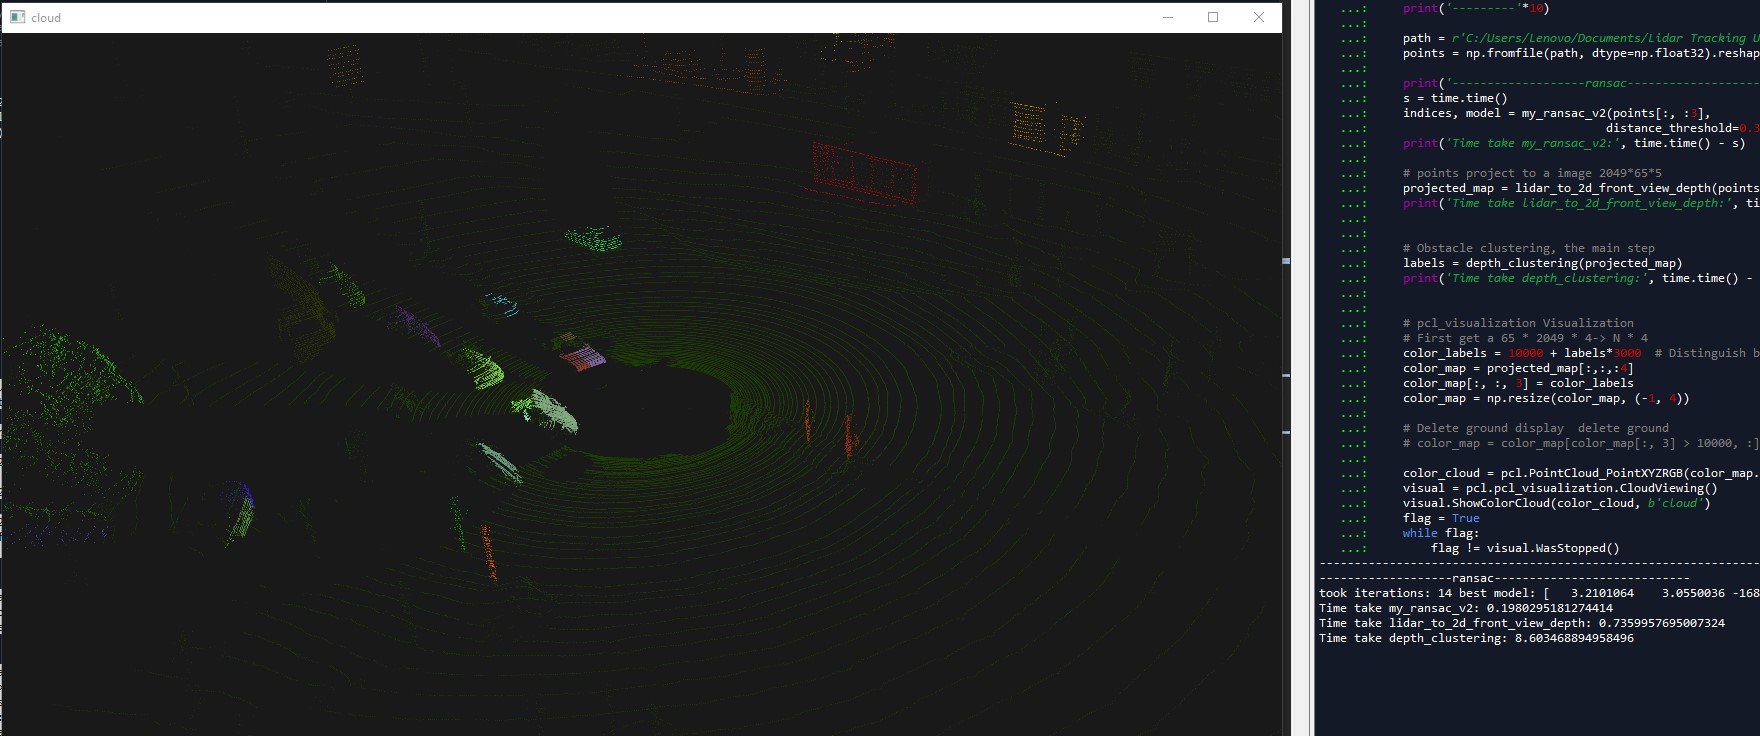 cloud
...:     print('---------'*10)
...:
...:     path = r'C:/Users/Lenovo/Documents/Lidar Tracking U
...:     points = np.fromfile(path, dtype=np.float32).reshap
...:
...:     print('-------------------ransac-------------------
...:     s = time.time()
...:     indices, model = my_ransac_v2(points[:, :3],
...:                                  distance_threshold=0.3
...:     print('Time take my_ransac_v2:', time.time() - s)
...:
...:     # points project to a image 2049*65*5
...:     projected_map = lidar_to_2d_front_view_depth(points
...:     print('Time take lidar_to_2d_front_view_depth:', ti
...:
...:
...:     # Obstacle clustering, the main step
...:     labels = depth_clustering(projected_map)
...:     print('Time take depth_clustering:', time.time() -
...:
...:
...:     # pcl_visualization Visualization
...:     # First get a 65 * 2049 * 4-> N * 4
...:     color_labels = 10000 + labels*3000  # Distinguish b
...:     color_map = projected_map[:,:,:4]
...:     color_map[:, :, 3] = color_labels
...:     color_map = np.resize(color_map, (-1, 4))
...:
...:     # Delete ground display  delete ground
...:     # color_map = color_map[color_map[:, 3] > 10000, :]
...:
...:     color_cloud = pcl.PointCloud_PointXYZRGB(color_map.
...:     visual = pcl.pcl_visualization.CloudViewing()
...:     visual.ShowColorCloud(color_cloud, b'cloud')
...:     flag = True
...:     while flag:
...:         flag != visual.WasStopped()
---------------------------------------------------------------
-------------------ransac----------------------------
took iterations: 14 best model: [   3.2101064    3.0550036 -168
Time take my_ransac_v2: 0.1980295181274414
Time take lidar_to_2d_front_view_depth: 0.7359957695007324
Time take depth_clustering: 8.603468894958496